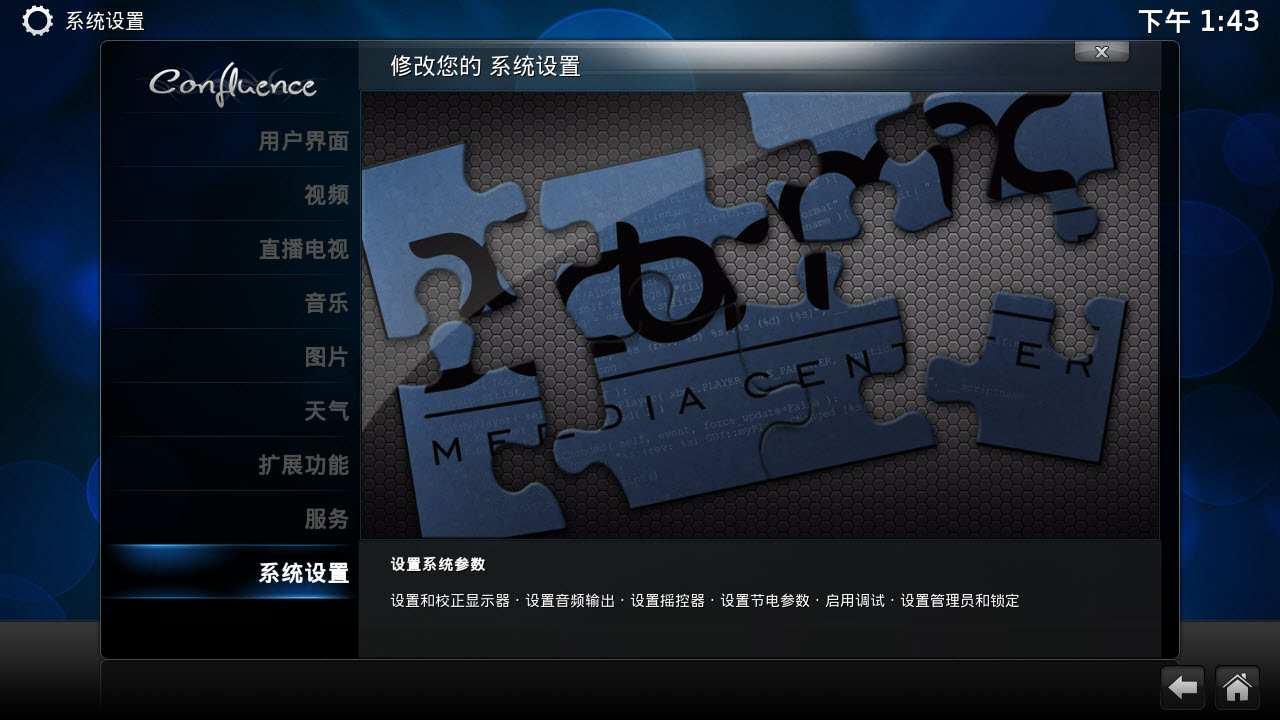 系统设置
下午 1:43
Confluence
修改您的 系统设置
用户界面
视频
直播电视
音乐
图片
天气
扩展功能
服务
系统设置
MEDIA CENTER
设置系统参数
设置和校正显示器 · 设置音频输出 · 设置摇控器 · 设置节电参数 · 启用调试 · 设置管理员和锁定